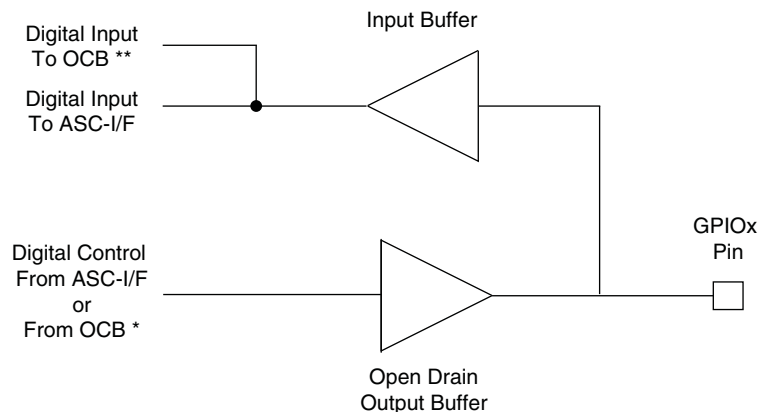 Input Buffer
Digital Input
To OCB **
Digital Input
To ASC-I/F
GPIOx
Pin
Digital Control
From ASC-I/F
or
From OCB *
Open Drain
Output Buffer